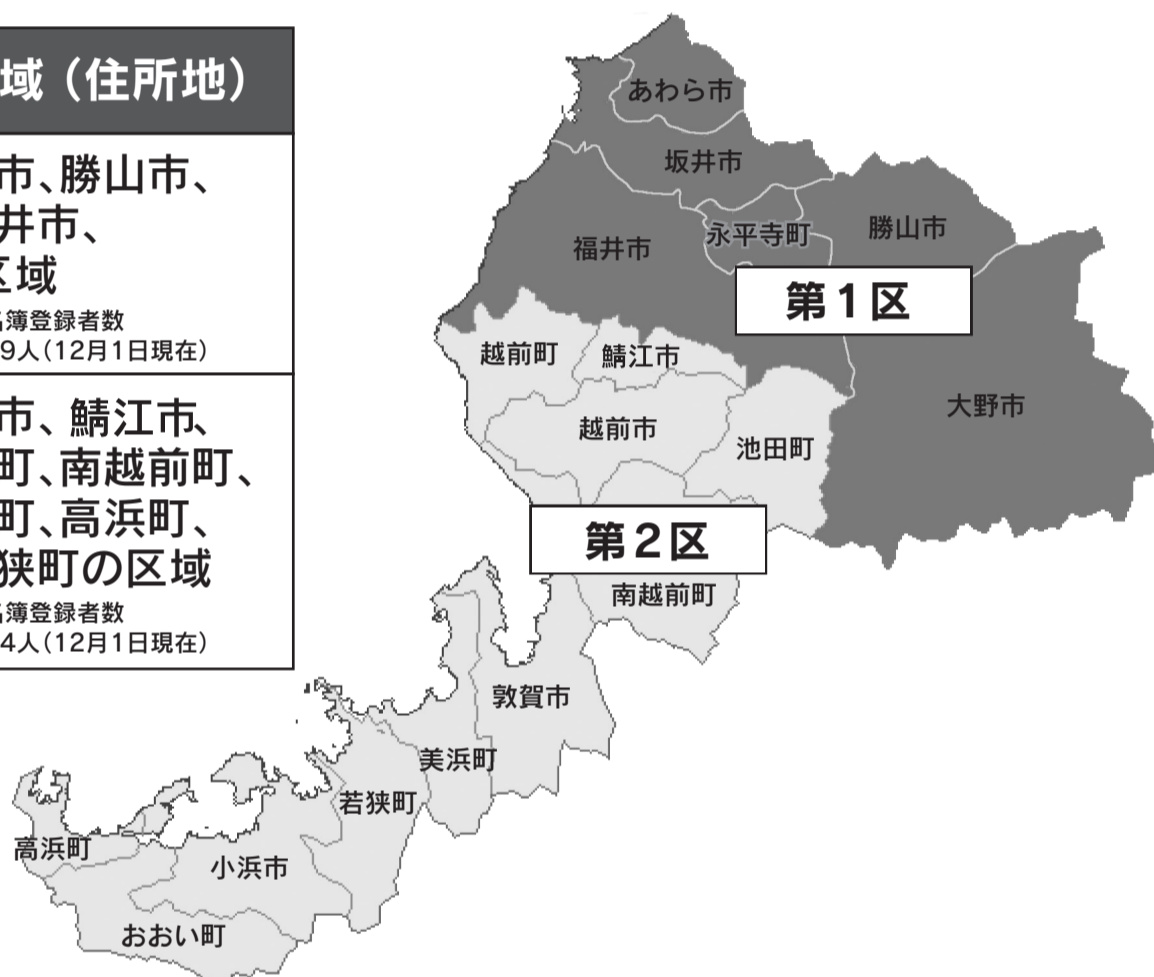 域（住所地）
市、勝山市、
井市、
区域
名簿登録者数
9人（12月1日現在）
市、鯖江市、
町、南越前町、
町、高浜町、
狭町の区域
名簿登録者数
4人（12月1日現在）
あわら市
坂井市
永平寺町
勝山市
福井市
第1区
越前町
鯖江市
大野市
越前市
池田町
第2区
南越前町
敦賀市
美浜町
若狭町
高浜町
小浜市
おおい町